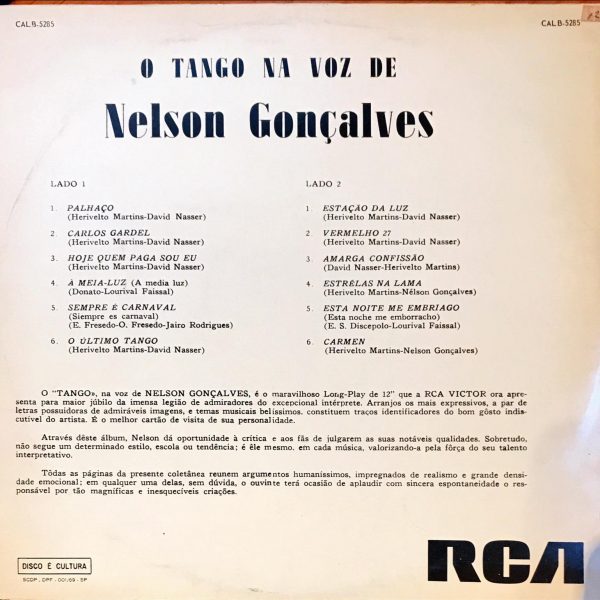 CAL.B-5285
CAL.B-5285
O TANGO NA VOZ DE
Nelson Gonçalves
LADO 1
1. PALHAÇO
(Herivelto Martins-David Nasser)
2. CARLOS GARDEL
(Herivelto Martins-David Nasser)
3. HOJE QUEM PAGA SOU EU
(Herivelto Martins-David Nasser)
4. À MEIA-LUZ (A media luz)
(Donato-Lourival Faissal)
5. SEMPRE É CARNAVAL
(Siempre es carnaval)
(E. Fresedo-O. Fresedo-Jairo Rodrigues)
6. O ÚLTIMO TANGO
(Herivelto Martins-David Nasser)
LADO 2
1. ESTAÇÃO DA LUZ
(Herivelto Martins-David Nasser)
2. VERMELHO 27
(Herivelto Martins-David Nasser)
3. AMARGA CONFISSÃO
(David Nasser-Herivelto Martins)
4. ESTRÊLAS NA LAMA
(Herivelto Martins-Nélson Gonçalves)
5. ESTA NOITE ME EMBRIAGO
(Esta noche me emborracho)
(E. S. Discepolo-Lourival Faissal)
6. CARMEN
(Herivelto Martins-Nelson Gonçalves)
O "TANGO», na voz de NELSON GONÇALVES, é o maravilhoso Long-Play de 12" que a RCA VICTOR ora apre-
senta para maior júbilo da imensa legião de admiradores do excepcional intérprete. Arranjos os mais expressivos, a par de
letras possuidoras de admiráveis imagens, e temas musicais belíssimos. constituem traços identificadores do bom gôsto indis-
cutível do artista. É o melhor cartão de visita de sua personalidade.
Através dêste álbum, Nelson dá oportunidade à crítica e aos fãs de julgarem as suas notáveis qualidades. Sobretudo,
não segue um determinado estilo, escola ou tendência; é êle mesmo. em cada música, valorizando-a pela fôrça do seu talento
interpretativo.
Tôdas as páginas da presente coletânea reunem argumentos humaníssimos, impregnados de realismo e grande densi-
dade emocional; em qualquer uma delas, sem dúvida, o ouvinte terá ocasião de aplaudir com sincera espontaneidade o res-
ponsável por tão magníficas e inesquecíveis criações.
DISCO É CULTURA
SCDP. DPF. 001/69-SP
RCA